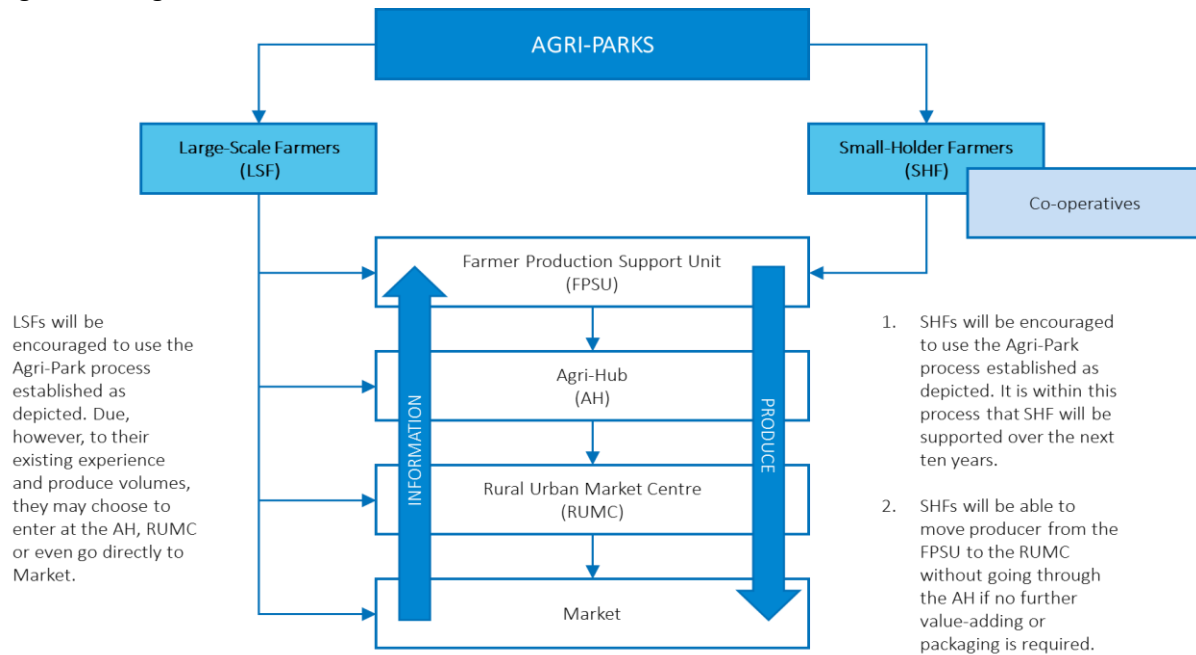 AGRI-PARKS
Large-Scale Farmers
(LSF)
Small-Holder Farmers
(SHF)
Co-operatives
Farmer Production Support Unit
(FPSU)
Agri-Hub
(AH)
Rural Urban Market Centre
(RUMC)
Market
INFORMATION
PRODUCE
LSFs will be
encouraged to use the
Agri-Park process
established as
depicted. Due,
however, to their
existing experience
and produce volumes,
they may choose to
enter at the AH, RUMC
or even go directly to
Market.
1. SHFs will be encouraged
to use the Agri-Park
process established as
depicted. It is within this
process that SHF will be
supported over the next
ten years.
2. SHFs will be able to
move producer from the
FPSU to the RUMC
without going through
the AH if no further
value-adding or
packaging is required.